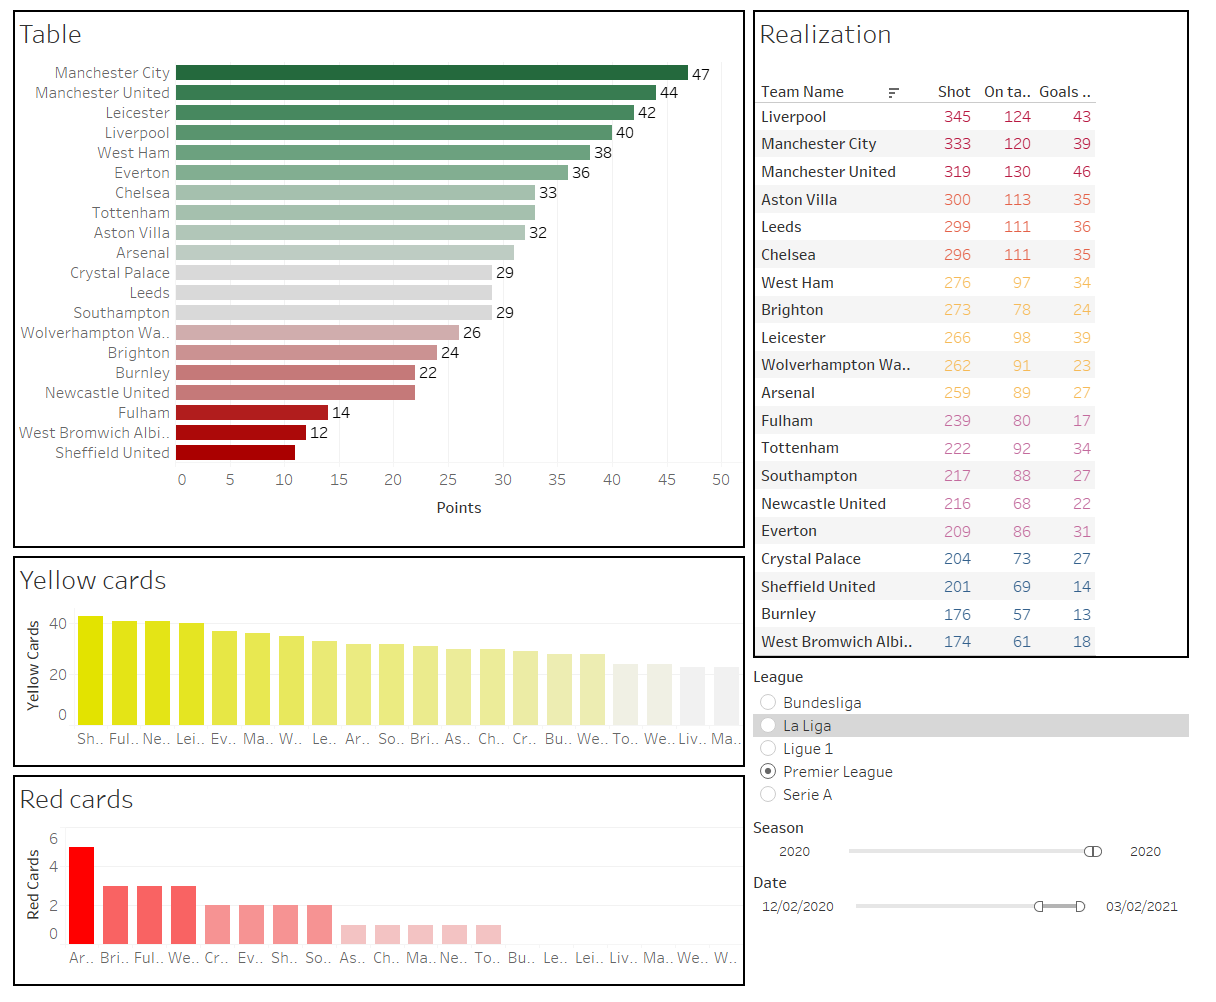 Table
Manchester City 47
Manchester United 44
Leicester 42
Liverpool 40
West Ham 38
Everton 36
Chelsea 33
Tottenham
Aston Villa 32
Arsenal
Crystal Palace 29
Leeds
Southampton 29
Wolverhampton Wa.. 26
Brighton 24
Burnley 22
Newcastle United
Fulham 14
West Bromwich Albi.. 12
Sheffield United
0 5 10 15 20 25 30 35 40 45 50
Points
Yellow cards
Yellow Cards
40
20
0
Sh.. Ful.. Ne.. Lei.. Ev.. Ma.. W.. Le.. Ar.. So.. Bri.. As.. Ch.. Cr.. Bu.. We.. To.. We.. Liv.. Ma..
Red cards
Red Cards
6
4
2
0
Ar.. Bri.. Ful.. We.. Cr.. Ev.. Sh.. So.. As.. Ch.. Ma.. Ne.. To.. Bu.. Le.. Lei.. Liv.. Ma.. We.. W..
Realization
Team Name Shot On ta.. Goals ..
Liverpool 345 124 43
Manchester City 333 120 39
Manchester United 319 130 46
Aston Villa 300 113 35
Leeds 299 111 36
Chelsea 296 111 35
West Ham 276 97 34
Brighton 273 78 24
Leicester 266 98 39
Wolverhampton Wa.. 262 91 23
Arsenal 259 89 27
Fulham 239 80 17
Tottenham 222 92 34
Southampton 217 88 27
Newcastle United 216 68 22
Everton 209 86 31
Crystal Palace 204 73 27
Sheffield United 201 69 14
Burnley 176 57 13
West Bromwich Albi.. 174 61 18
League
Bundesliga
La Liga
Ligue 1
Premier League
Serie A
Season
2020 2020
Date
12/02/2020 03/02/2021